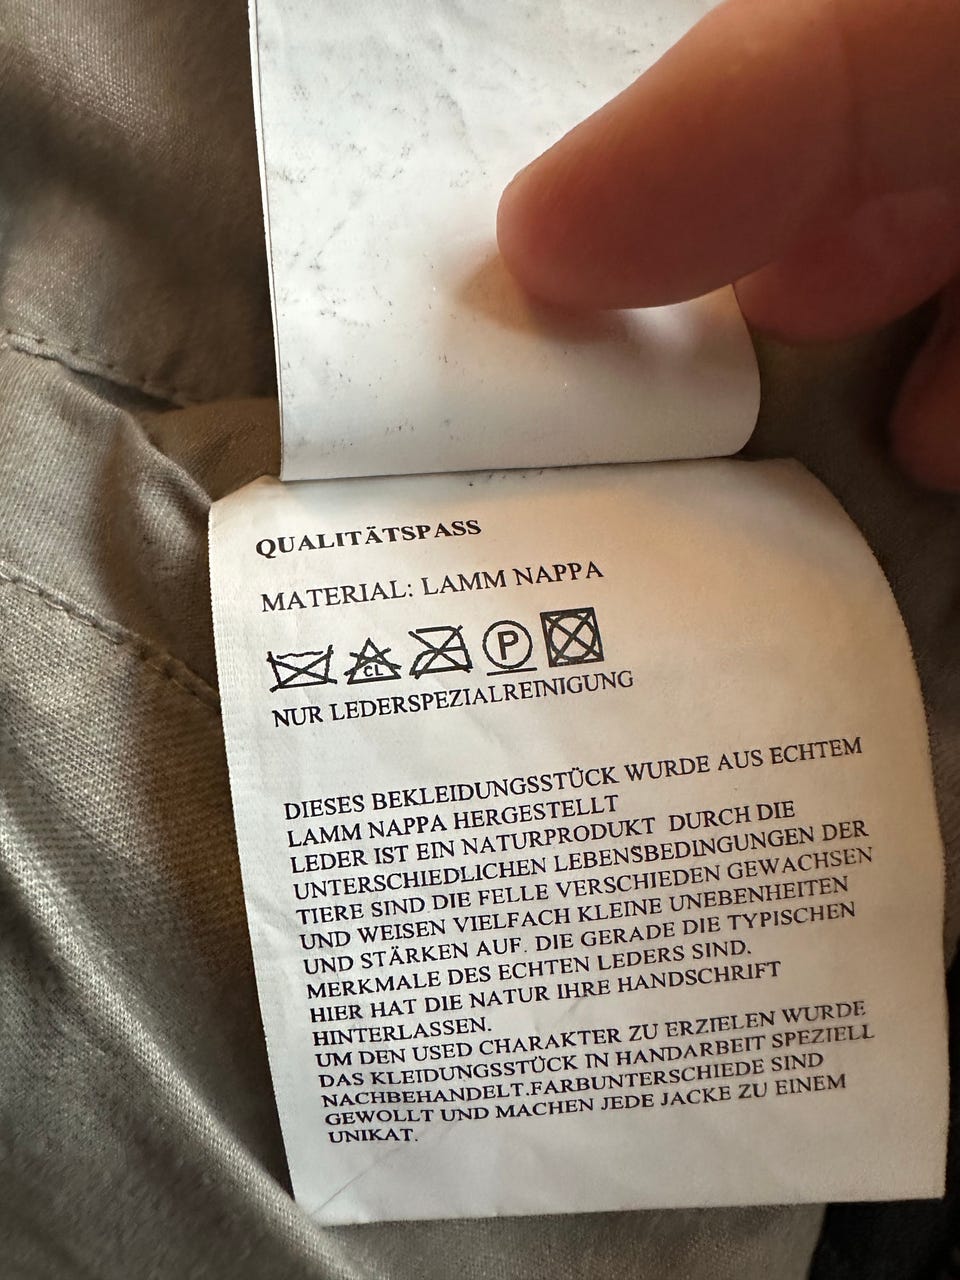 QUALITÄTSPASS
MATERIAL: LAMM NAPPA
CL P
NUR LEDERSPEZIALREINIGUNG
DIESES BEKLEIDUNGSSTÜCK WURDE AUS ECHTEM
LAMM NAPPA HERGESTELLT
LEDER IST EIN NATURPRODUKT DURCH DIE
UNTERSCHIEDLICHEN LEBENSBEDINGUNGEN DER
TIERE SIND DIE FELLE VERSCHIEDEN GEWACHSEN
UND WEISEN VIELFACH KLEINE UNEBENHEITEN
UND STÄRKEN AUF. DIE GERADE DIE TYPISCHEN
MERKMALE DES ECHTEN LEDERS SIND.
HIER HAT DIE NATUR IHRE HANDSCHRIFT
HINTERLASSEN.
UM DEN USED CHARAKTER ZU ERZIELEN WURDE
DAS KLEIDUNGSSTÜCK IN HANDARBEIT SPEZIELL
NACHBEHANDELT.FARBUNTERSCHIEDE SIND
GEWOLLT UND MACHEN JEDE JACKE ZU EINEM
UNIKAT.